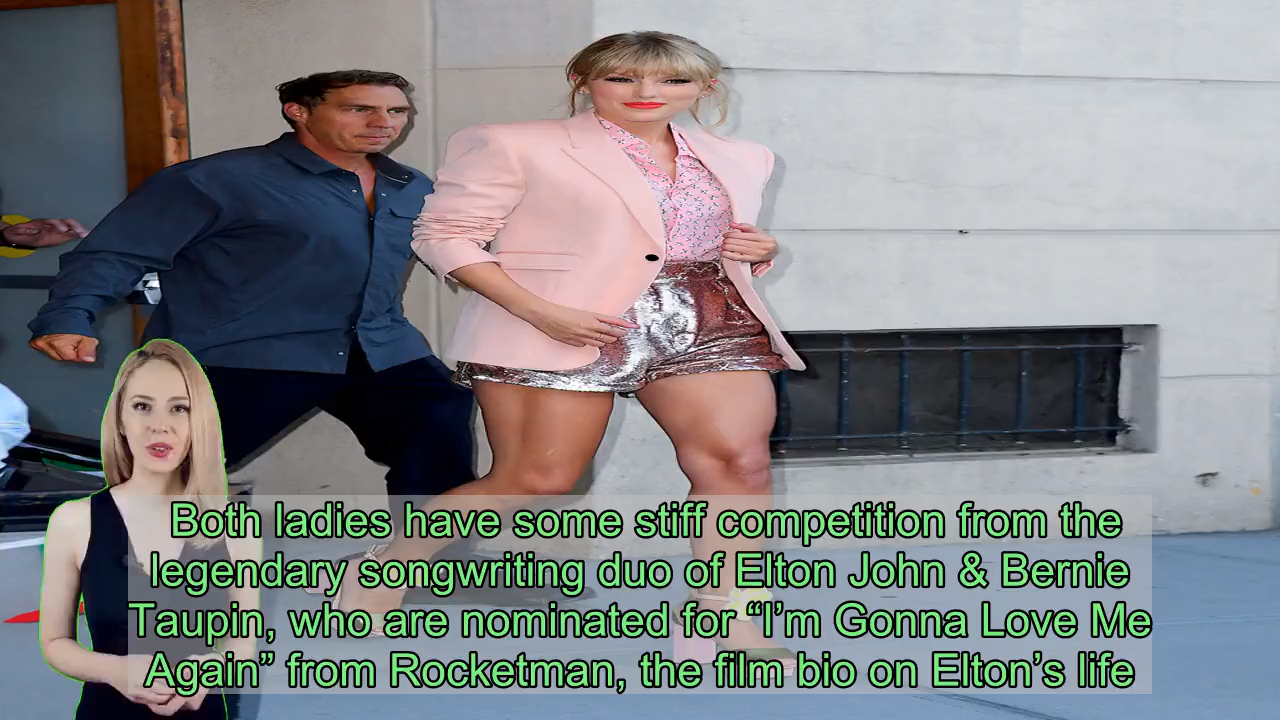 Both ladies have some stiff competition from the
legendary songwriting duo of Elton John & Bernie
Taupin, who are nominated for “I’m Gonna Love Me
Again” from Rocketman, the film bio on Elton’s life